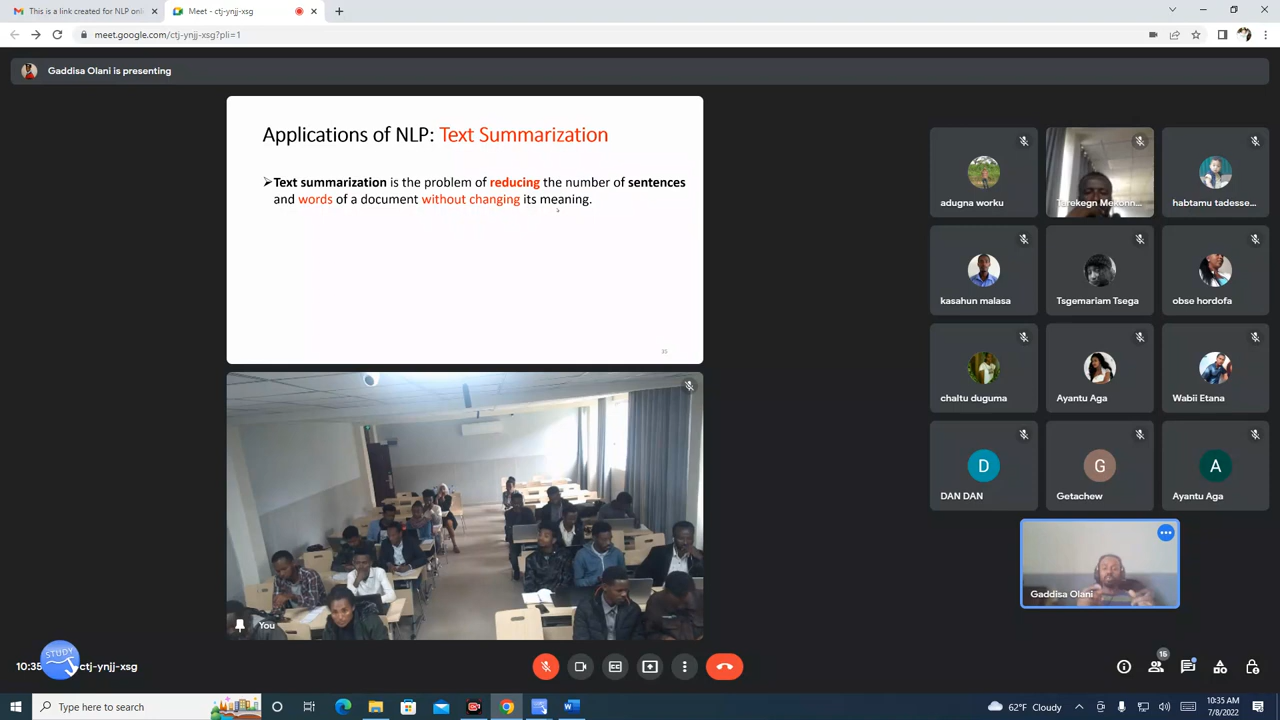 This is a link created for NLP onli
Meet - ctj-ynjj-xsg
meet.google.com/ctj-ynjj-xsg?pli=1
Gaddisa Olani is presenting
Applications of NLP: Text Summarization
➢Text summarization is the problem of reducing the number of sentences
and words of a document without changing its meaning.
You
adugna worku
Tarekegn Mekonn...
habtamu tadesse...
kasahun malasa
Tsgemariam Tsega
obse hordofa
chaltu duguma
Ayantu Aga
Wabii Etana
D
DAN DAN
G
Getachew
A
Ayantu Aga
Gaddisa Olani
10:35
STUDY
ctj-ynjj-xsg
16
Type here to search
62°F Cloudy
10:35 AM
7/8/2022